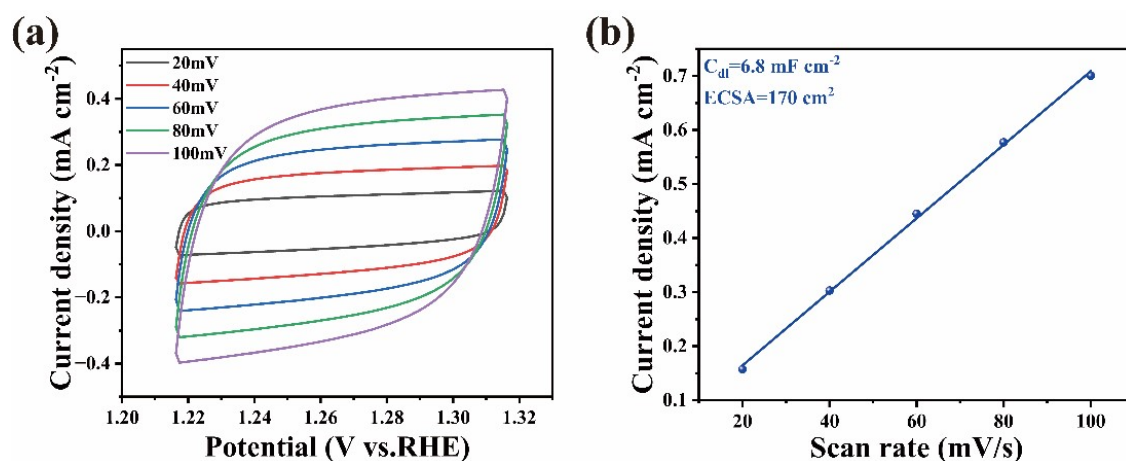 (a)
Current density (mA cm⁻²)
0.4
0.2
0.0
−0.2
−0.4
20mV
40mV
60mV
80mV
100mV
1.20
1.22
1.24
1.26
1.28
1.30
1.32
Potential (V vs.RHE)
(b)
Current density (mA cm⁻²)
0.7
0.6
0.5
0.4
0.3
0.2
0.1
C_dl=6.8 mF cm⁻²
ECSA=170 cm²
20
40
60
80
100
Scan rate (mV/s)